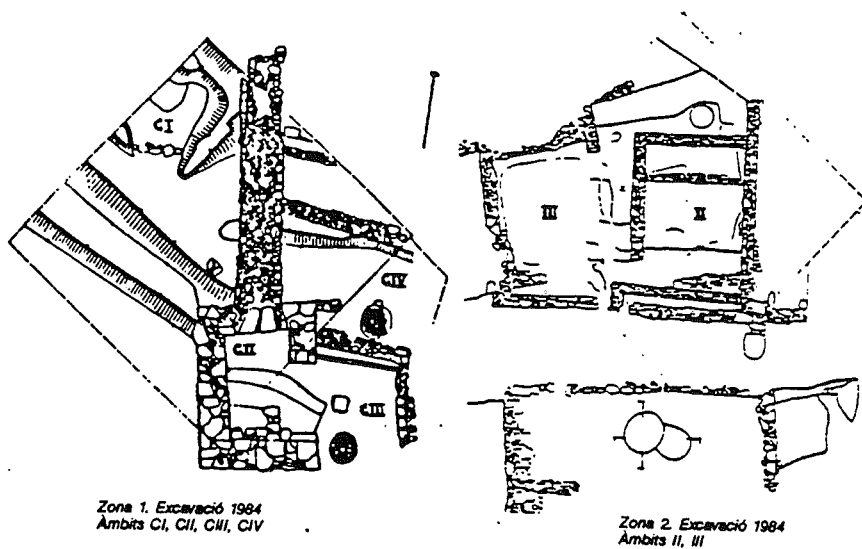 CI
CIV
CII
CIII
III
II
Zona 1. Excavació 1984
Àmbits CI, CII, CIII, CIV
Zona 2. Excavació 1984
Àmbits II, III